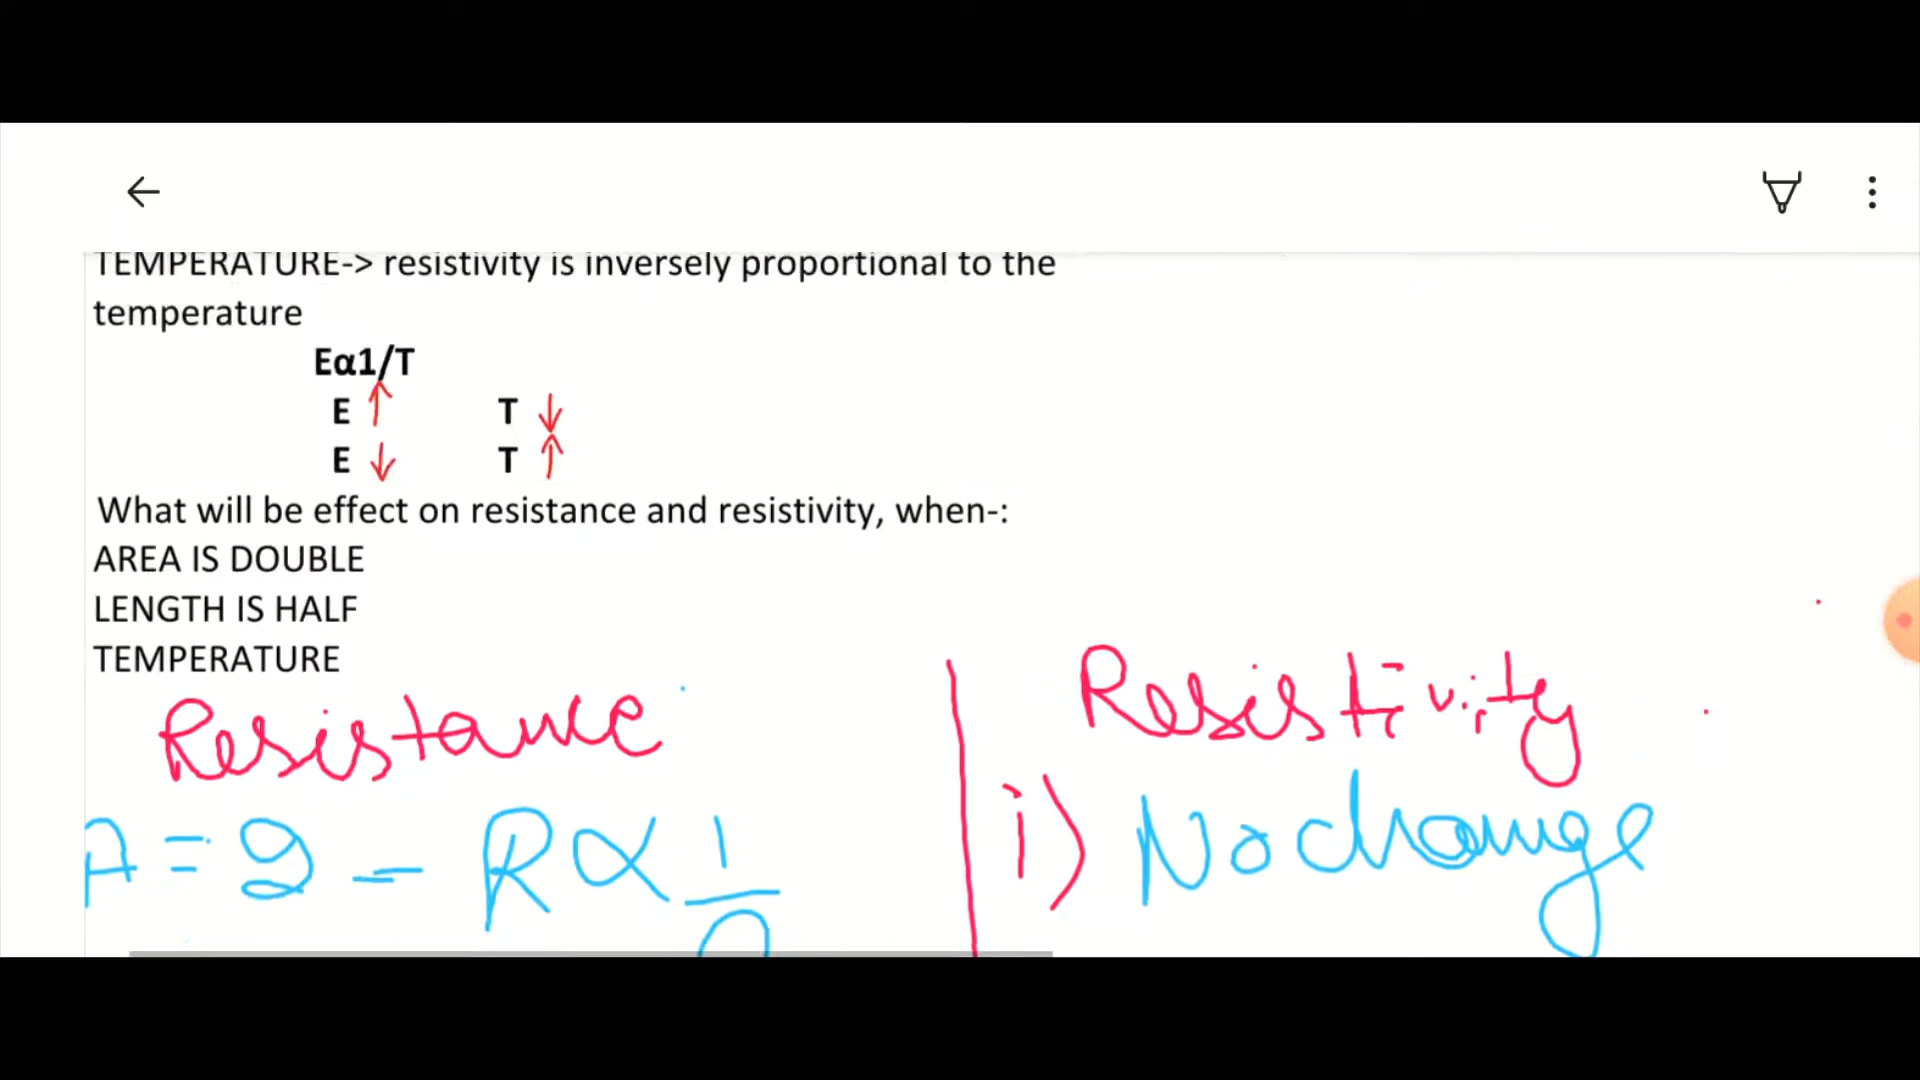 TEMPERATURE-> resistivity is inversely proportional to the
temperature
Eα1/T
E ↑ T ↓
E ↓ T ↑
What will be effect on resistance and resistivity, when-:
AREA IS DOUBLE
LENGTH IS HALF
TEMPERATURE
Resistance
Resistivity
A = 2 - R α 1
i) No change